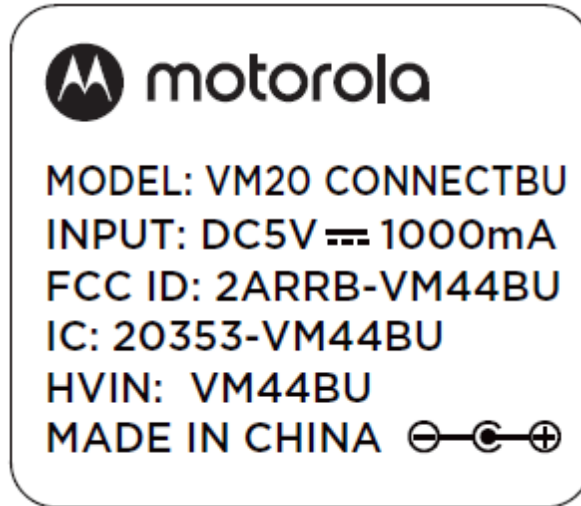 motorola
MODEL: VM20 CONNECTBU
INPUT: DC5V ⎓ 1000mA
FCC ID: 2ARRB-VM44BU
IC: 20353-VM44BU
HVIN: VM44BU
MADE IN CHINA